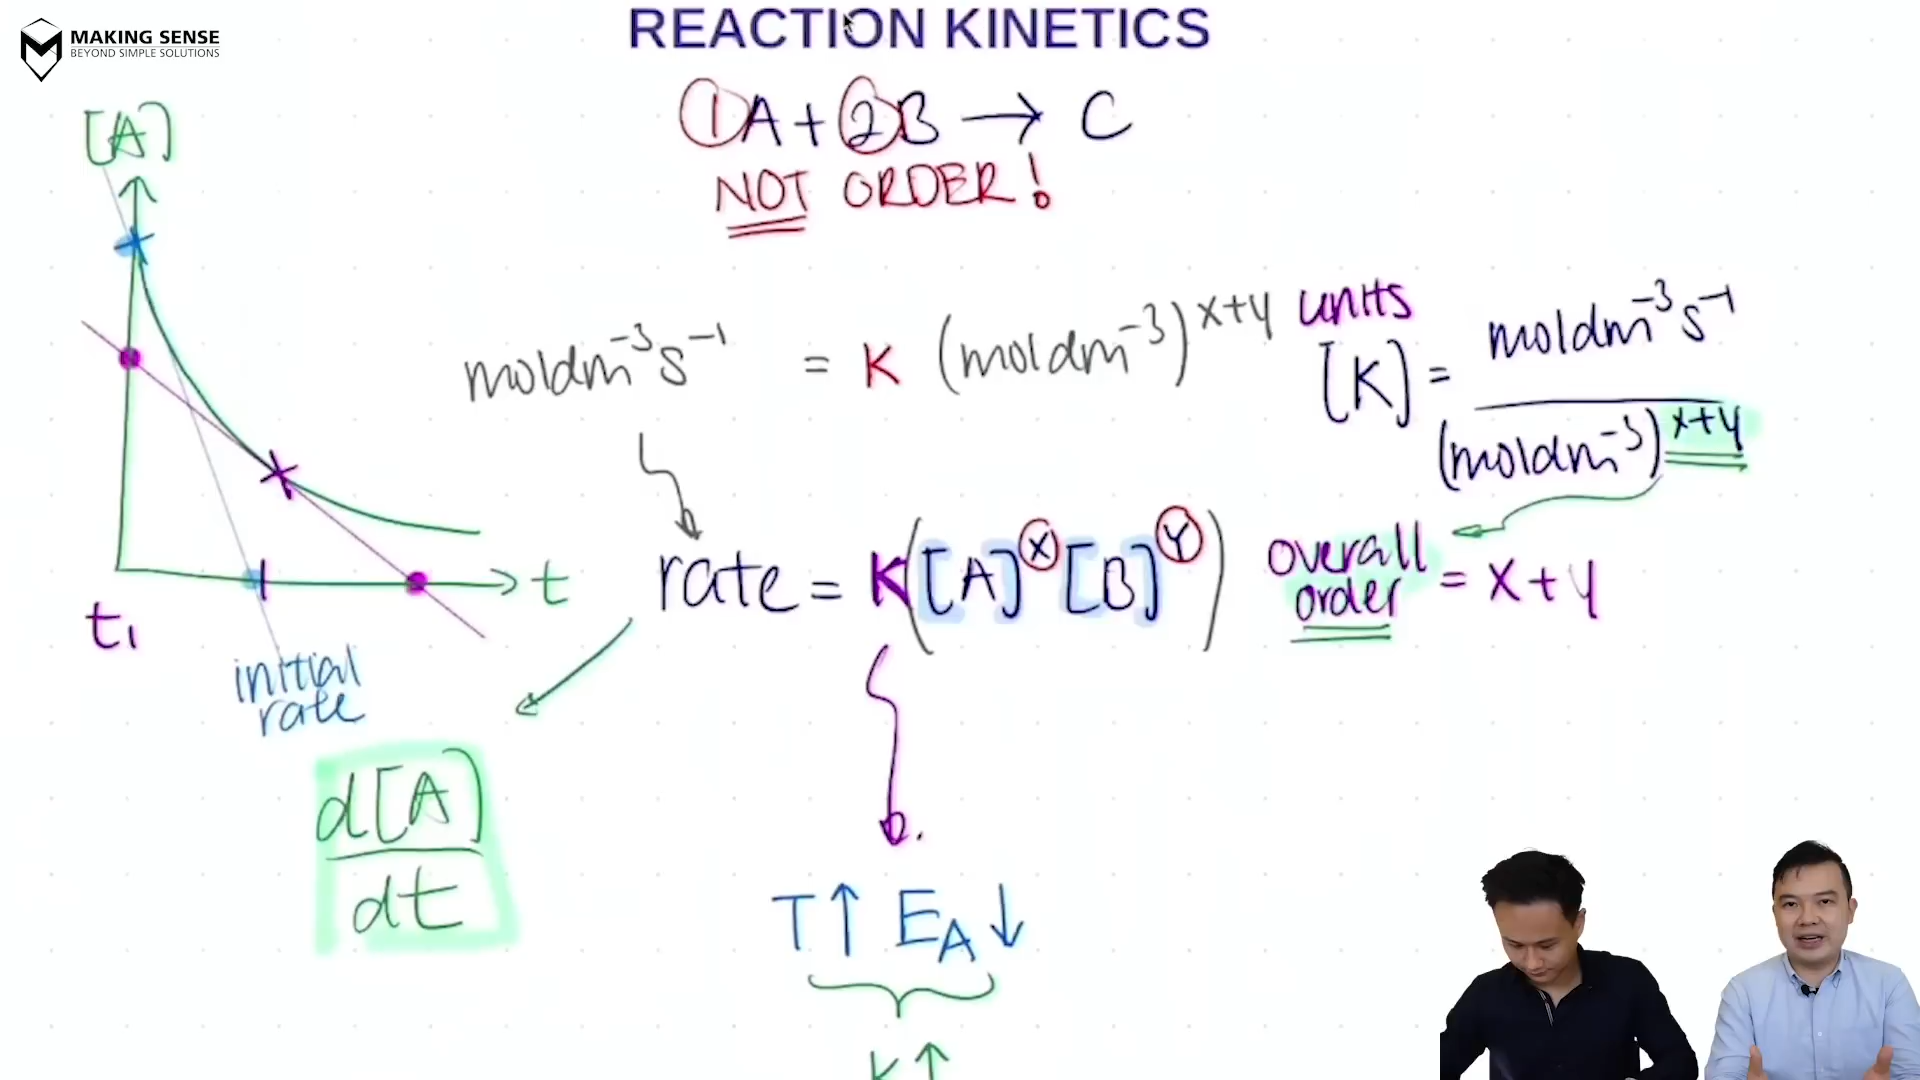 MAKING SENSE
BEYOND SIMPLE SOLUTIONS
REACTION KINETICS
1A + 2B → C
NOT ORDER!
[A]
t
t₁
initial
rate
moldm⁻³s⁻¹ = K (moldm⁻³)ˣ⁺ʸ
units
[K] = moldm⁻³s⁻¹
(moldm⁻³)ˣ⁺ʸ
rate = K([A]ˣ[B]ʸ)
overall
order = x+y
d[A]
dt
T↑ EA↓
K↑